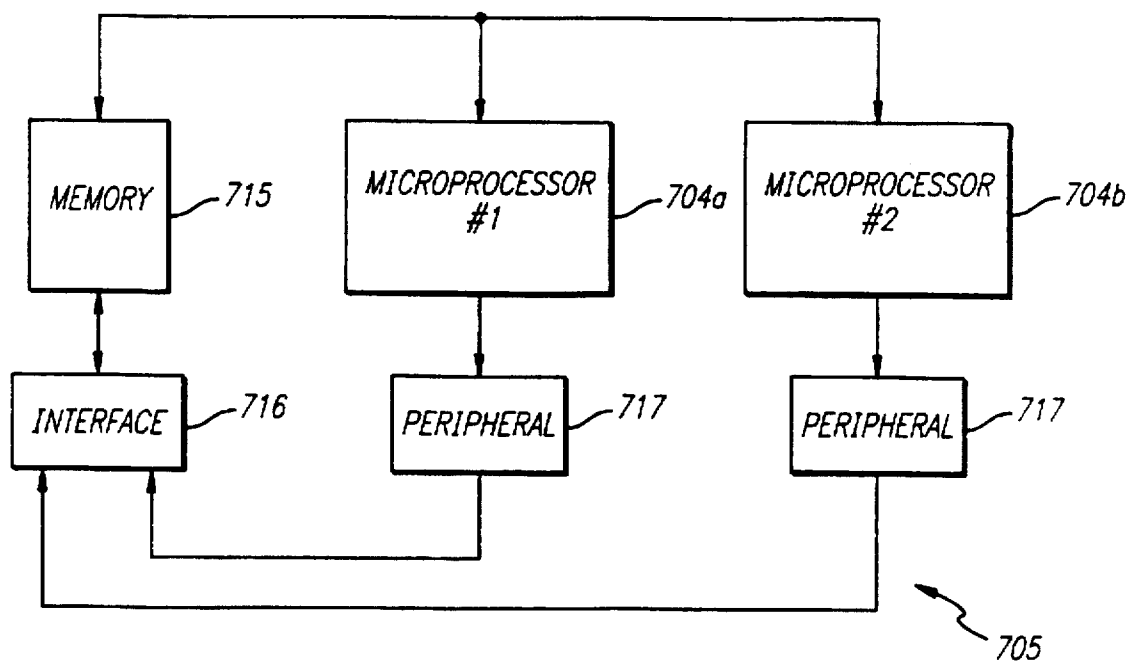 MEMORY
715
MICROPROCESSOR
#1
704a
MICROPROCESSOR
#2
704b
INTERFACE
716
PERIPHERAL
717
PERIPHERAL
717
705